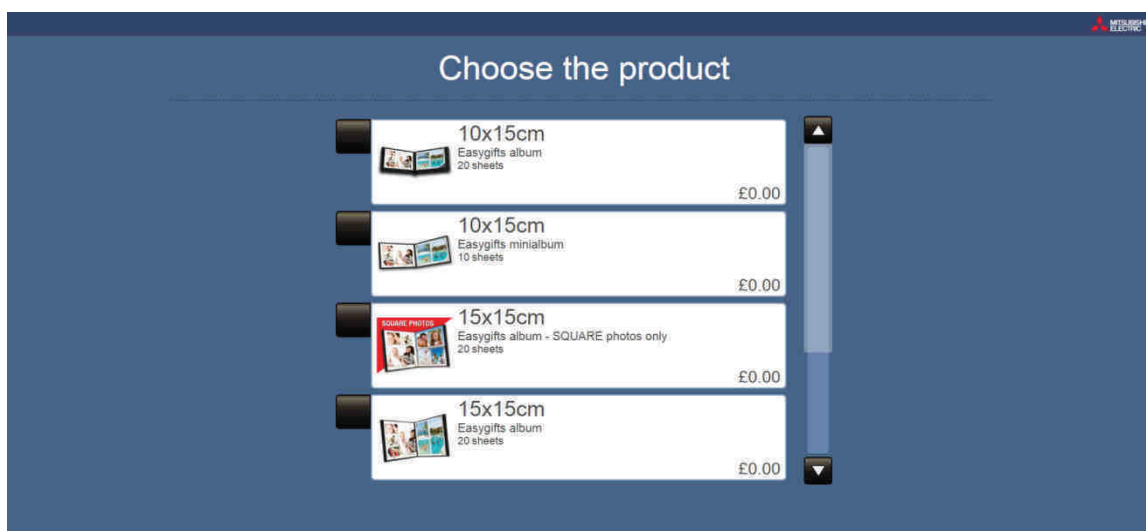 MITSUBISHI
ELECTRIC
Choose the product
10x15cm
Easygifts album
20 sheets
£0.00
10x15cm
Easygifts minialbum
10 sheets
£0.00
SQUARE PHOTOS
15x15cm
Easygifts album - SQUARE photos only
20 sheets
£0.00
15x15cm
Easygifts album
20 sheets
£0.00